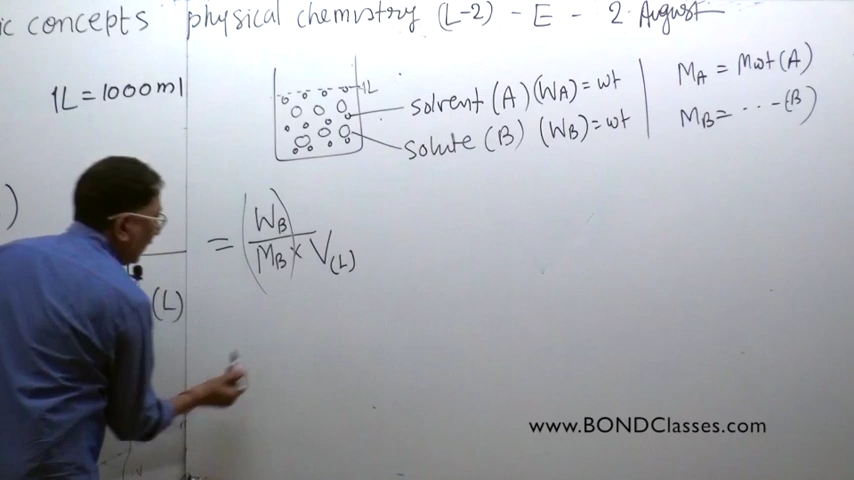 ic concepts physical chemistry (L-2) - E - 2 August
1L = 1000 ml
1L
solvent (A) (WA) = wt
solute (B) (WB) = wt
MA = Mwt (A)
MB = ... - (B)
)
= (WB / MB) × V(L)
(L)
www.BONDClasses.com